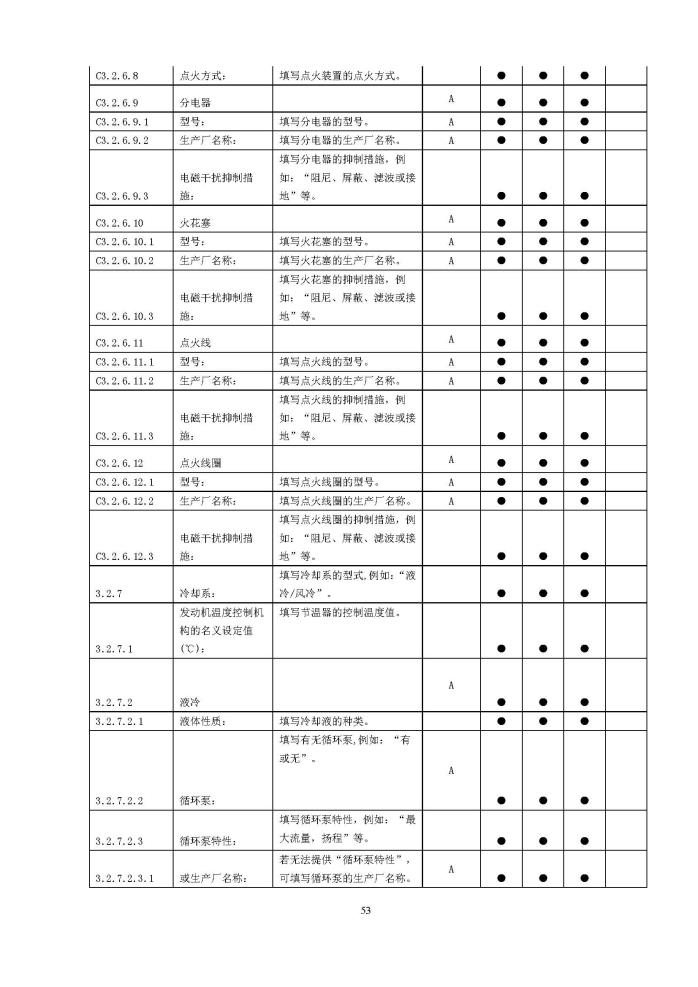 C3.2.6.8 点火方式： 填写点火装置的点火方式。 ● ● ●
C3.2.6.9 分电器 A ● ● ●
C3.2.6.9.1 型号： 填写分电器的型号。 A ● ● ●
C3.2.6.9.2 生产厂名称： 填写分电器的生产厂名称。 A ● ● ●
填写分电器的抑制措施，例
电磁干扰抑制措 如：“阻尼、屏蔽、滤波或接
C3.2.6.9.3 施： 地”等。 ● ● ●
C3.2.6.10 火花塞 A ● ● ●
C3.2.6.10.1 型号： 填写火花塞的型号。 A ● ● ●
C3.2.6.10.2 生产厂名称： 填写火花塞的生产厂名称。 A ● ● ●
填写火花塞的抑制措施，例
电磁干扰抑制措 如：“阻尼、屏蔽、滤波或接
C3.2.6.10.3 施： 地”等。 ● ● ●
C3.2.6.11 点火线 A ● ● ●
C3.2.6.11.1 型号： 填写点火线的型号。 A ● ● ●
C3.2.6.11.2 生产厂名称： 填写点火线的生产厂名称。 A ● ● ●
填写点火线的抑制措施，例
电磁干扰抑制措 如：“阻尼、屏蔽、滤波或接
C3.2.6.11.3 施： 地”等。 ● ● ●
C3.2.6.12 点火线圈 A ● ● ●
C3.2.6.12.1 型号： 填写点火线圈的型号。 A ● ● ●
C3.2.6.12.2 生产厂名称： 填写点火线圈的生产厂名称。 A ● ● ●
填写点火线圈的抑制措施，例
电磁干扰抑制措 如：“阻尼、屏蔽、滤波或接
C3.2.6.12.3 施： 地”等。 ● ● ●
填写冷却系的型式,例如：“液
3.2.7 冷却系： 冷/风冷”。 ● ● ●
发动机温度控制机 填写节温器的控制温度值。
构的名义设定值
3.2.7.1 (℃)： ● ● ●
A
3.2.7.2 液冷 ● ● ●
3.2.7.2.1 液体性质： 填写冷却液的种类。 ● ● ●
填写有无循环泵,例如：“有
或无”。
A
3.2.7.2.2 循环泵： ● ● ●
填写循环泵特性，例如：“最
3.2.7.2.3 循环泵特性： 大流量，扬程”等。 ● ● ●
若无法提供“循环泵特性”，
3.2.7.2.3.1 或生产厂名称： 可填写循环泵的生产厂名称。 A ● ● ●
53